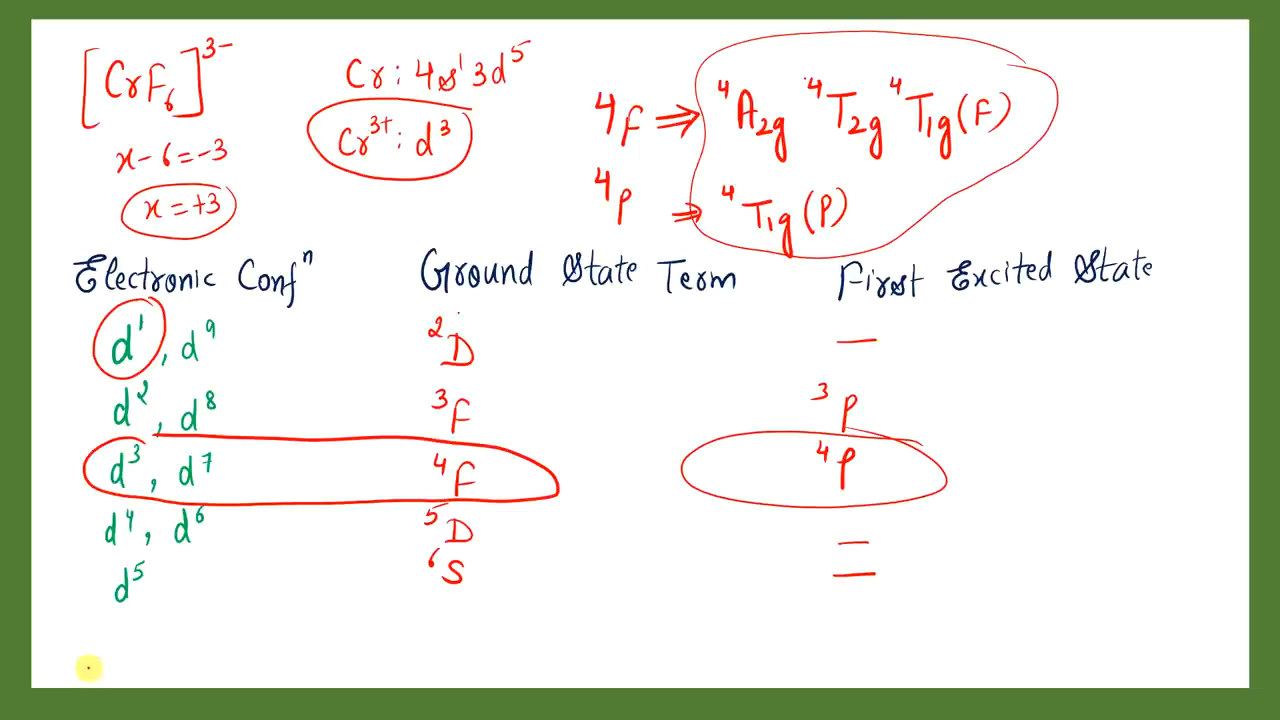 [CrF₆]³⁻ Cr : 4s¹3d⁵
x - 6 = -3 Cr³⁺ : d³
x = +3
⁴F ⇒ ⁴A₂g ⁴T₂g ⁴T₁g(F)
⁴P ⇒ ⁴T₁g(P)
Electronic Confⁿ Ground State Term First Excited State
d¹, d⁹ ²D —
d², d⁸ ³F ³P
d³, d⁷ ⁴F ⁴P
d⁴, d⁶ ⁵D —
d⁵ ⁶S —